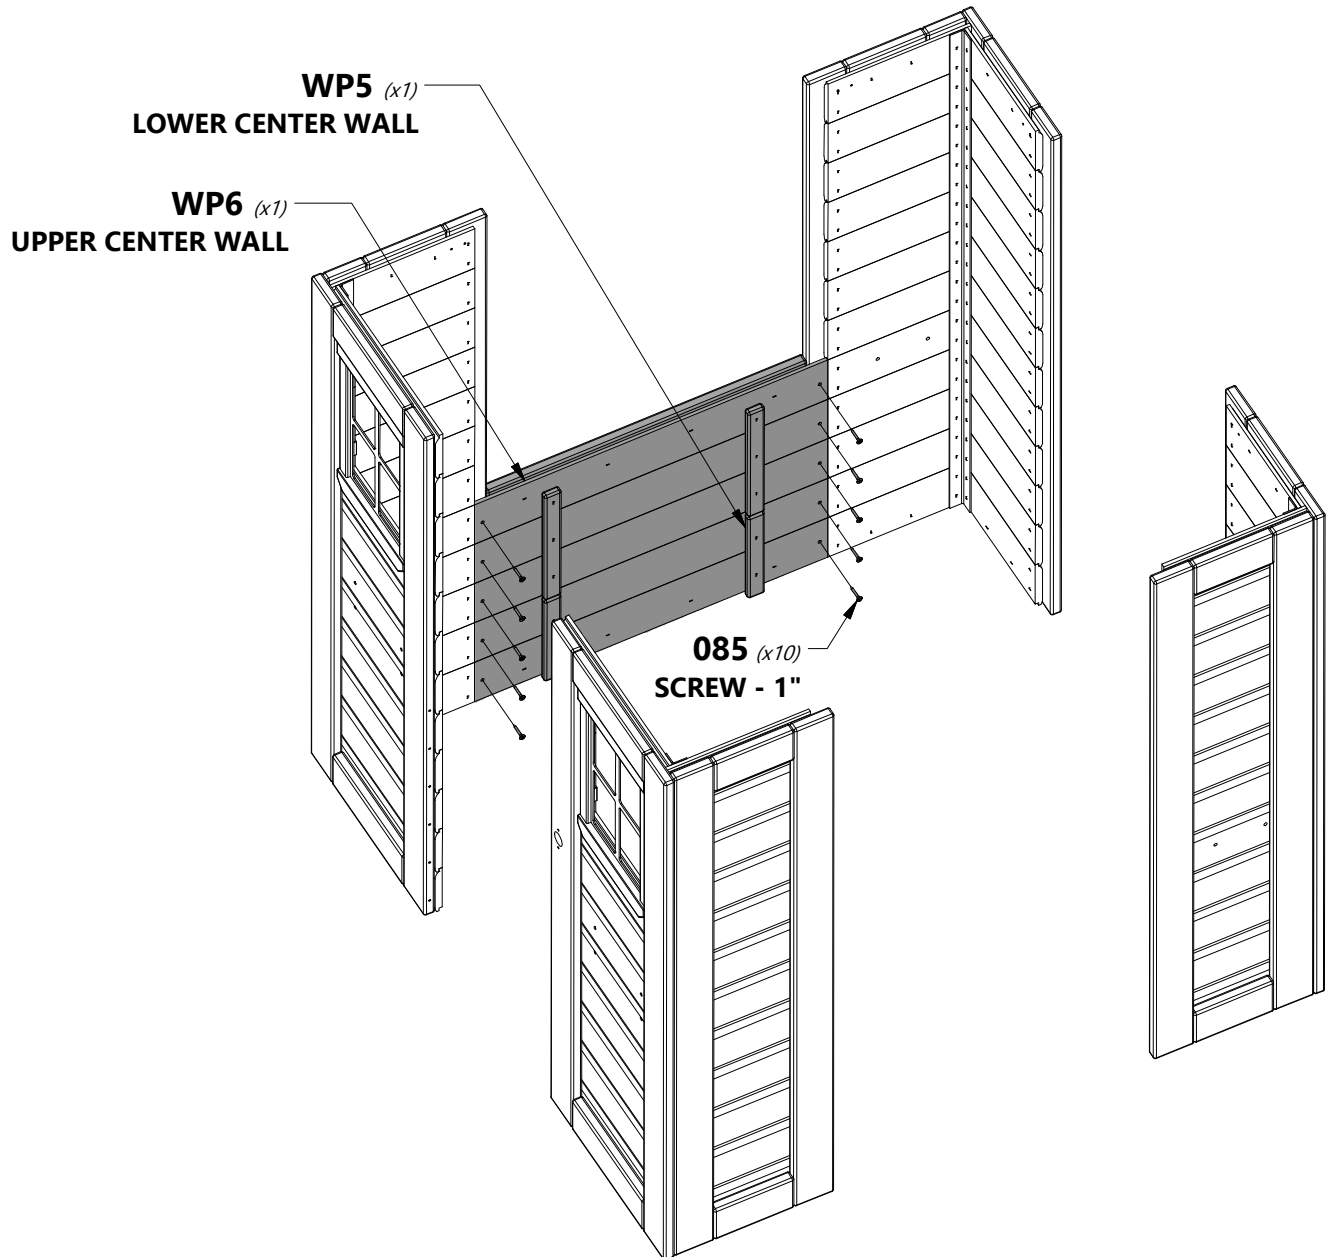 WP5 (x1)
LOWER CENTER WALL
WP6 (x1)
UPPER CENTER WALL
085 (x10)
SCREW - 1"